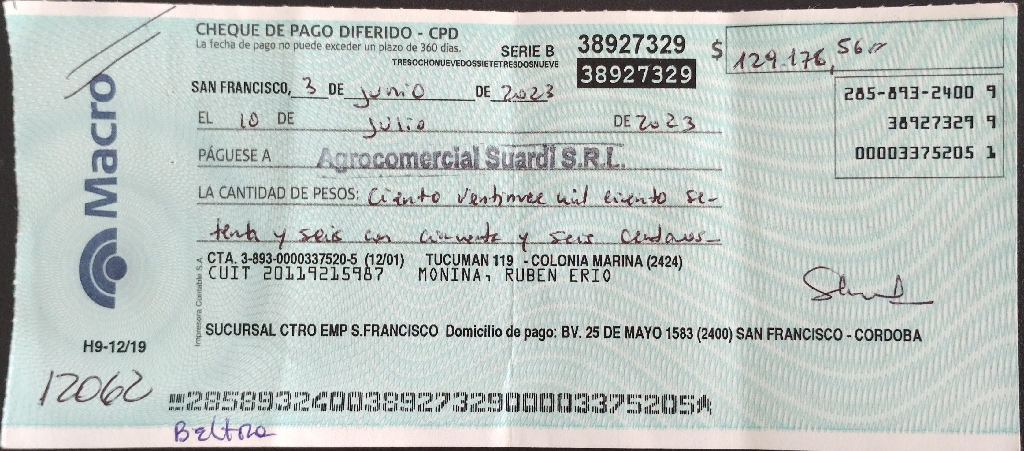 CHEQUE DE PAGO DIFERIDO - CPD
La fecha de pago no puede exceder un plazo de 360 días.
SERIE B 38927329
TRESOCHONUEVEDOSSIETETRESDOSNUEVE
38927329
$ 129.176,56
285-893-2400 9
38927329 9
00003375205 1
SAN FRANCISCO, 3 DE junio DE 2023
EL 10 DE julio DE 2023
PÁGUESE A Agrocomercial Suardi S.R.L.
LA CANTIDAD DE PESOS: Ciento ventinueve mil ciento se-
tenta y seis con cincuenta y seis centavos
CTA. 3-893-0000337520-5 (12/01) TUCUMAN 119 - COLONIA MARINA (2424)
CUIT 20119215987 MONINA, RUBEN ERIO
SUCURSAL CTRO EMP S.FRANCISCO Domicilio de pago: BV. 25 DE MAYO 1583 (2400) SAN FRANCISCO - CORDOBA
Macro
Impresora Contable S.A
H9-12/19
12062
28589324003892732900003375205